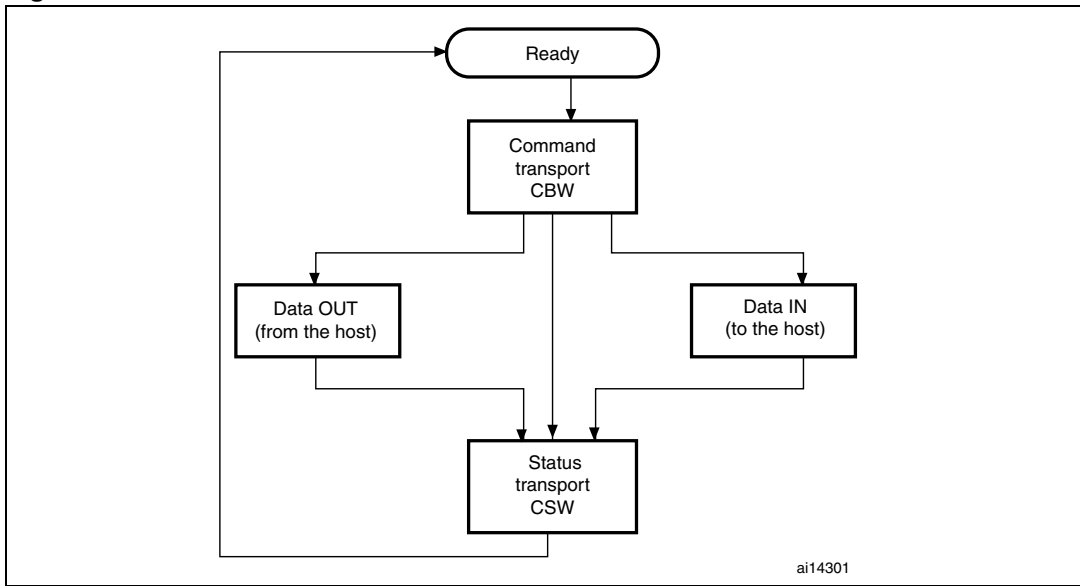 Ready
Command
transport
CBW
Data OUT
(from the host)
Data IN
(to the host)
Status
transport
CSW
ai14301